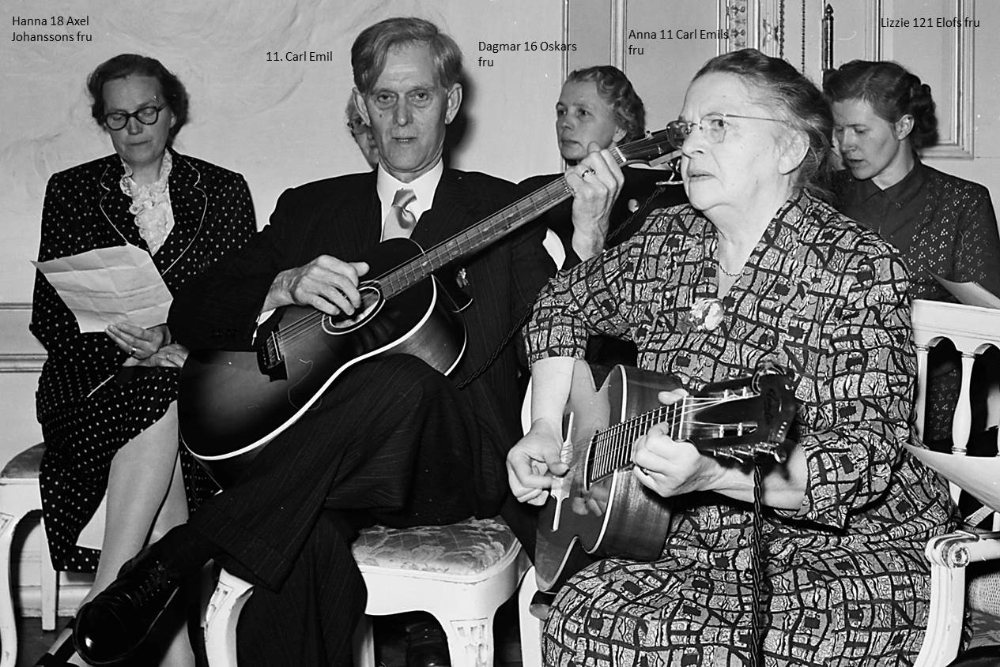 Hanna 18 Axel
Johanssons fru
11. Carl Emil
Dagmar 16 Oskars
fru
Anna 11 Carl Emils
fru
Lizzie 121 Elofs fru